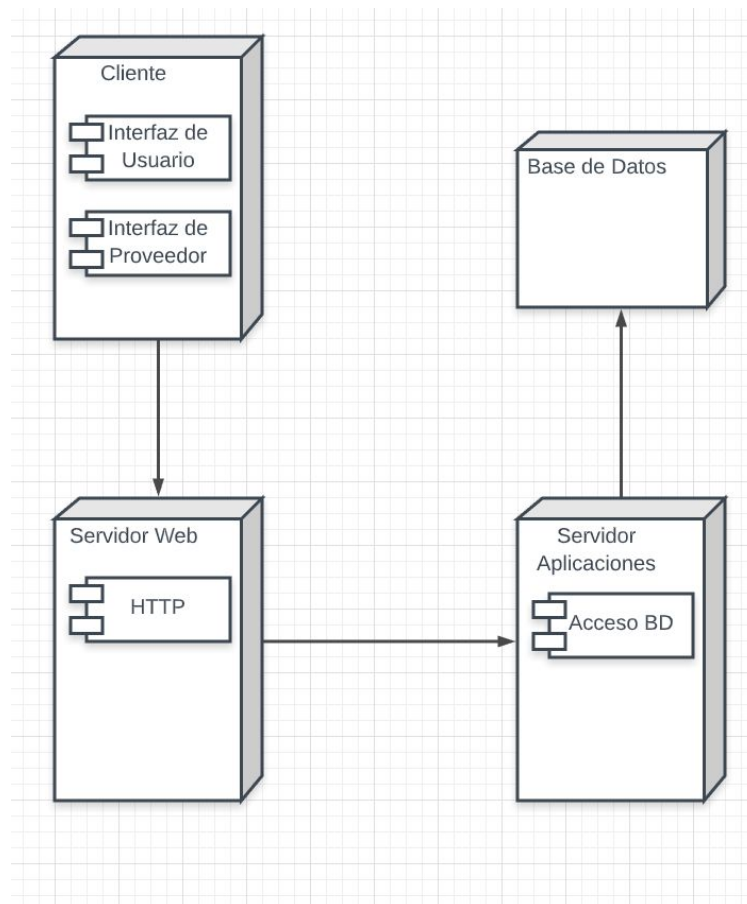 Cliente
Interfaz de
Usuario
Interfaz de
Proveedor
Base de Datos
Servidor Web
HTTP
Servidor
Aplicaciones
Acceso BD